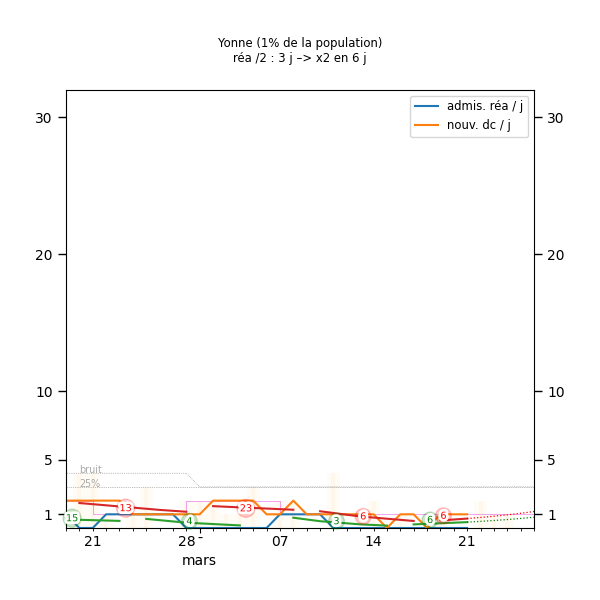 Yonne (1% de la population)
réa /2 : 3 j –> x2 en 6 j
admis. réa / j
nouv. dc / j
30 30
20 20
10 10
5 5
bruit
25%
1 1
15 13 4 23 3 6 6 6
21 28 - 07 14 21
mars